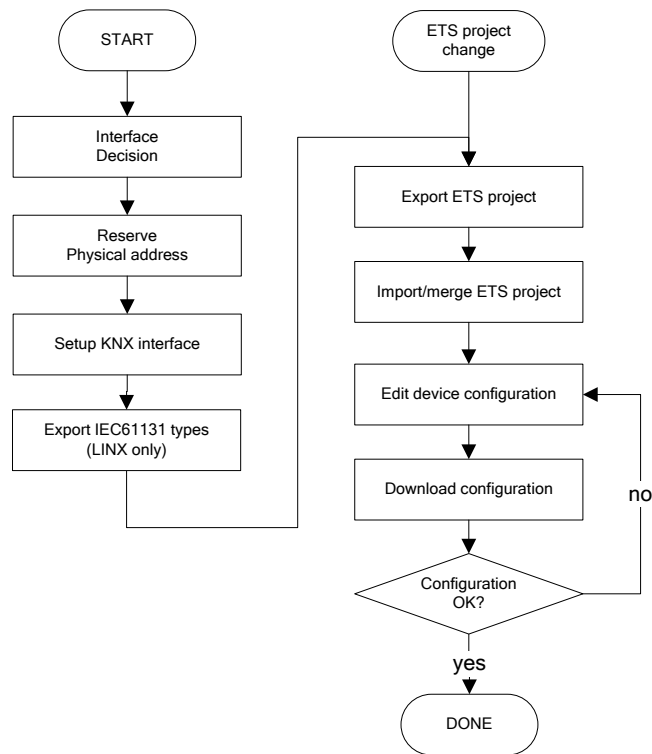 START
Interface
Decision
Reserve
Physical address
Setup KNX interface
Export IEC61131 types
(LINX only)
ETS project
change
Export ETS project
Import/merge ETS project
Edit device configuration
Download configuration
no
Configuration
OK?
yes
DONE